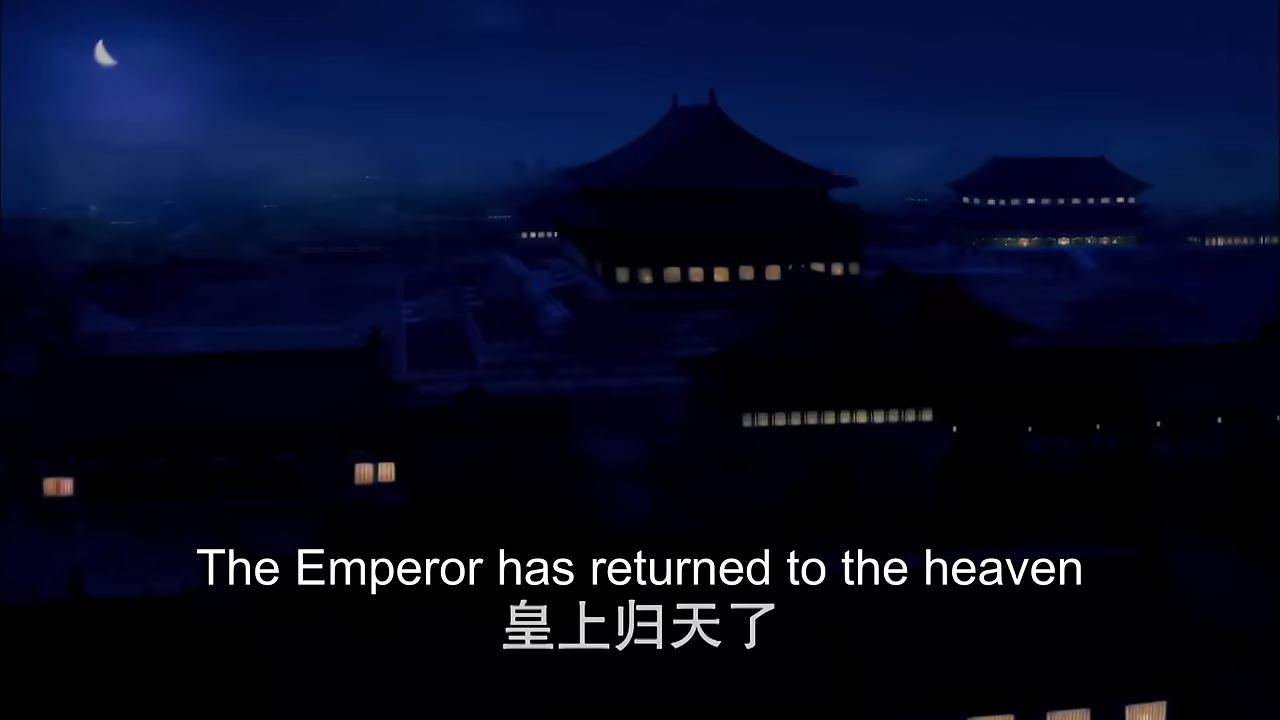 The Emperor has returned to the heaven
皇上归天了